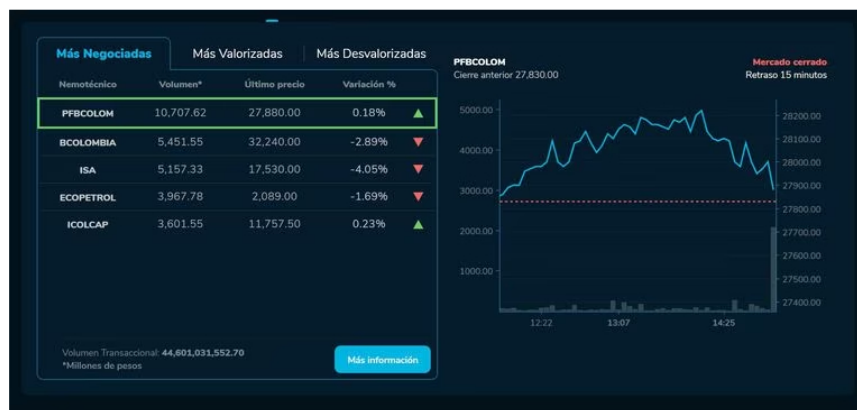 Más Negociadas Más Valorizadas Más Desvalorizadas
Nemotécnico Volumen* Último precio Variación %
PFBCOLOM 10,707.62 27,880.00 0.18%
BCOLOMBIA 5,451.55 32,240.00 -2.89%
ISA 5,157.33 17,530.00 -4.05%
ECOPETROL 3,967.78 2,089.00 -1.69%
ICOLCAP 3,601.55 11,757.50 0.23%
Volumen Transaccional: 44,601,031,552.70
*Millones de pesos
Más información
PFBCOLOM Mercado cerrado
Cierre anterior 27,830.00 Retraso 15 minutos
5000.00 28200.00
28100.00
4000.00 28000.00
3000.00 27900.00
27800.00
2000.00 27700.00
27600.00
1000.00 27500.00
27400.00
12:22 13:07 14:25